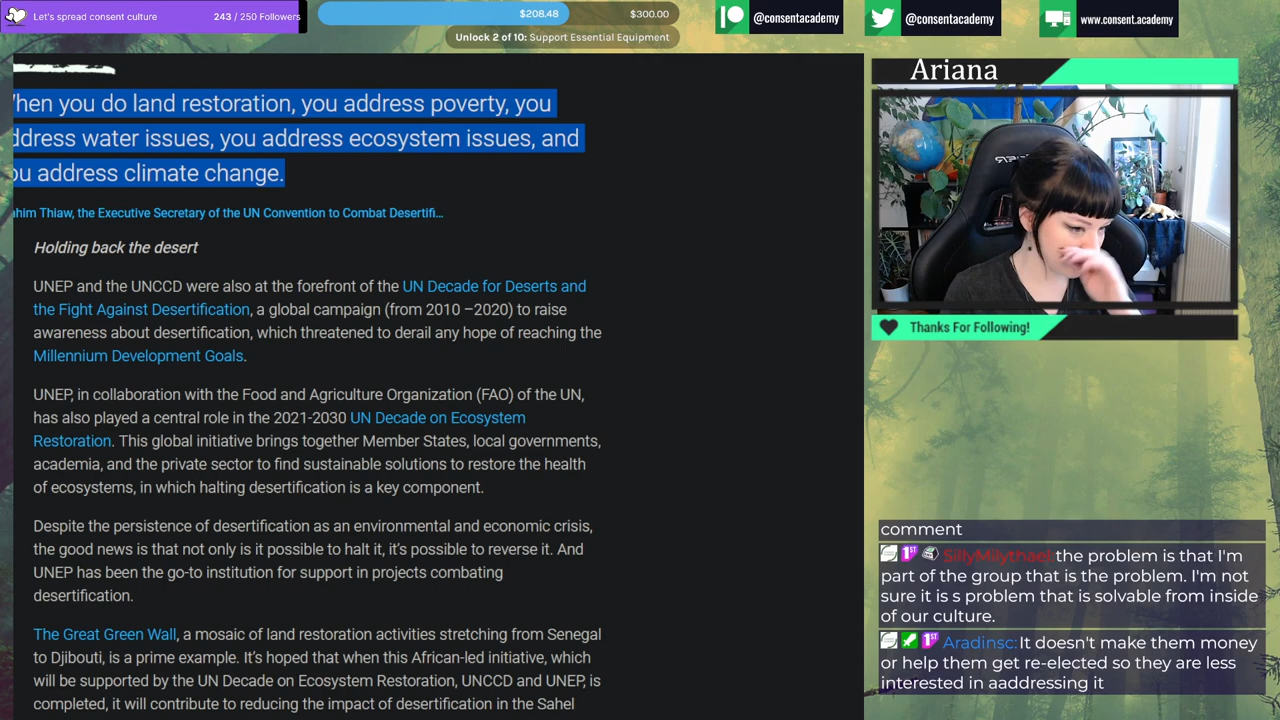 Let's spread consent culture
243 / 250 Followers
$208.48
$300.00
Unlock 2 of 10: Support Essential Equipment
@consentacademy
@consentacademy
www.consent.academy
hen you do land restoration, you address poverty, you
ddress water issues, you address ecosystem issues, and
ou address climate change.
ahim Thiaw, the Executive Secretary of the UN Convention to Combat Desertifi...
Holding back the desert
UNEP and the UNCCD were also at the forefront of the UN Decade for Deserts and
the Fight Against Desertification, a global campaign (from 2010 –2020) to raise
awareness about desertification, which threatened to derail any hope of reaching the
Millennium Development Goals.
UNEP, in collaboration with the Food and Agriculture Organization (FAO) of the UN,
has also played a central role in the 2021-2030 UN Decade on Ecosystem
Restoration. This global initiative brings together Member States, local governments,
academia, and the private sector to find sustainable solutions to restore the health
of ecosystems, in which halting desertification is a key component.
Despite the persistence of desertification as an environmental and economic crisis,
the good news is that not only is it possible to halt it, it's possible to reverse it. And
UNEP has been the go-to institution for support in projects combating
desertification.
The Great Green Wall, a mosaic of land restoration activities stretching from Senegal
to Djibouti, is a prime example. It's hoped that when this African-led initiative, which
will be supported by the UN Decade on Ecosystem Restoration, UNCCD and UNEP, is
completed, it will contribute to reducing the impact of desertification in the Sahel
Ariana
Thanks For Following!
comment
SillyMilythael: the problem is that I'm
part of the group that is the problem. I'm not
sure it is s problem that is solvable from inside
of our culture.
Aradinsc: It doesn't make them money
or help them get re-elected so they are less
interested in aaddressing it